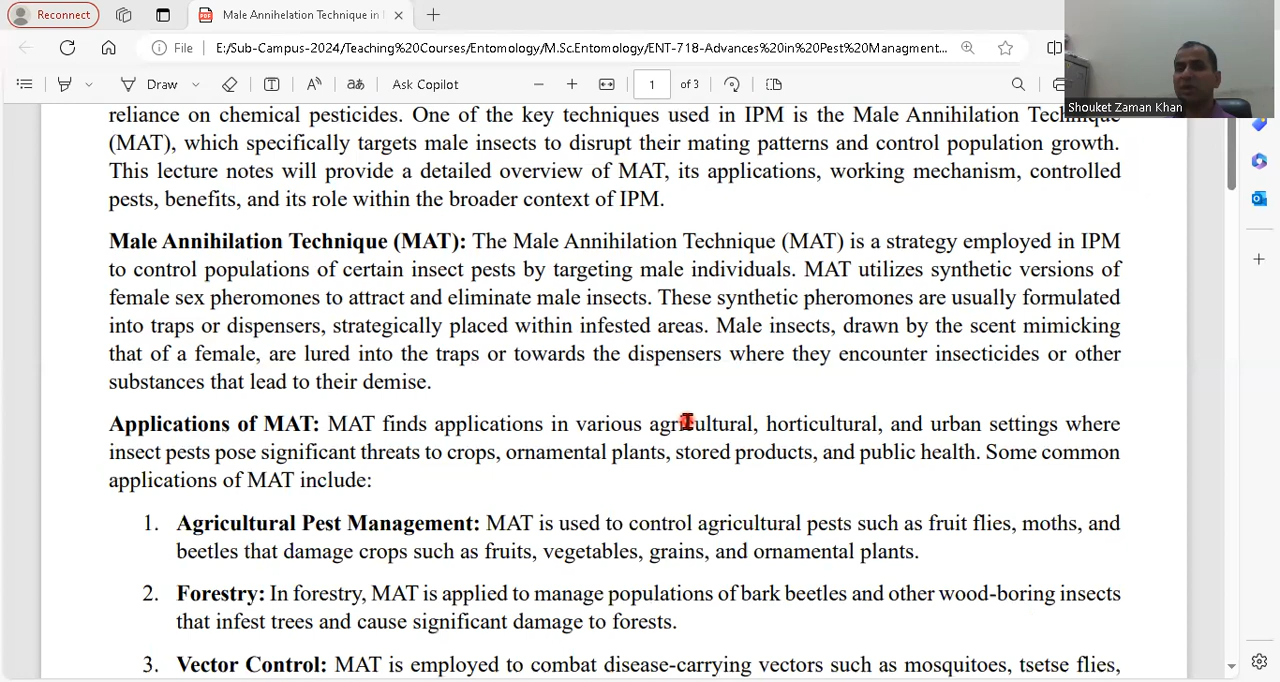 Reconnect
Male Annihelation Technique in
File
E:/Sub-Campus-2024/Teaching%20Courses/Entomology/M.Sc.Entomology/ENT-718-Advances%20in%20Pest%20Managment...
Draw
Ask Copilot
1 of 3
Shouket Zaman Khan
reliance on chemical pesticides. One of the key techniques used in IPM is the Male Annihilation Technique
(MAT), which specifically targets male insects to disrupt their mating patterns and control population growth.
This lecture notes will provide a detailed overview of MAT, its applications, working mechanism, controlled
pests, benefits, and its role within the broader context of IPM.
Male Annihilation Technique (MAT): The Male Annihilation Technique (MAT) is a strategy employed in IPM
to control populations of certain insect pests by targeting male individuals. MAT utilizes synthetic versions of
female sex pheromones to attract and eliminate male insects. These synthetic pheromones are usually formulated
into traps or dispensers, strategically placed within infested areas. Male insects, drawn by the scent mimicking
that of a female, are lured into the traps or towards the dispensers where they encounter insecticides or other
substances that lead to their demise.
Applications of MAT: MAT finds applications in various agricultural, horticultural, and urban settings where
insect pests pose significant threats to crops, ornamental plants, stored products, and public health. Some common
applications of MAT include:
1. Agricultural Pest Management: MAT is used to control agricultural pests such as fruit flies, moths, and
beetles that damage crops such as fruits, vegetables, grains, and ornamental plants.
2. Forestry: In forestry, MAT is applied to manage populations of bark beetles and other wood-boring insects
that infest trees and cause significant damage to forests.
3. Vector Control: MAT is employed to combat disease-carrying vectors such as mosquitoes, tsetse flies,